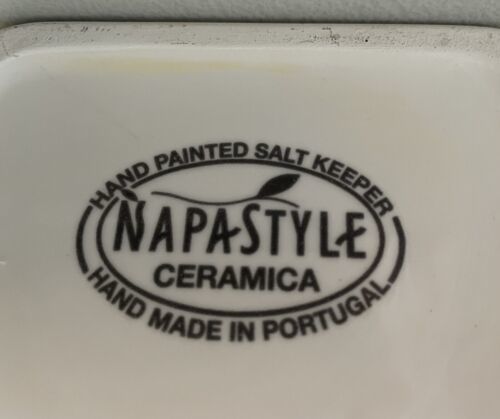 HAND PAINTED SALT KEEPER
NAPASTYLE
CERAMICA
HAND MADE IN PORTUGAL